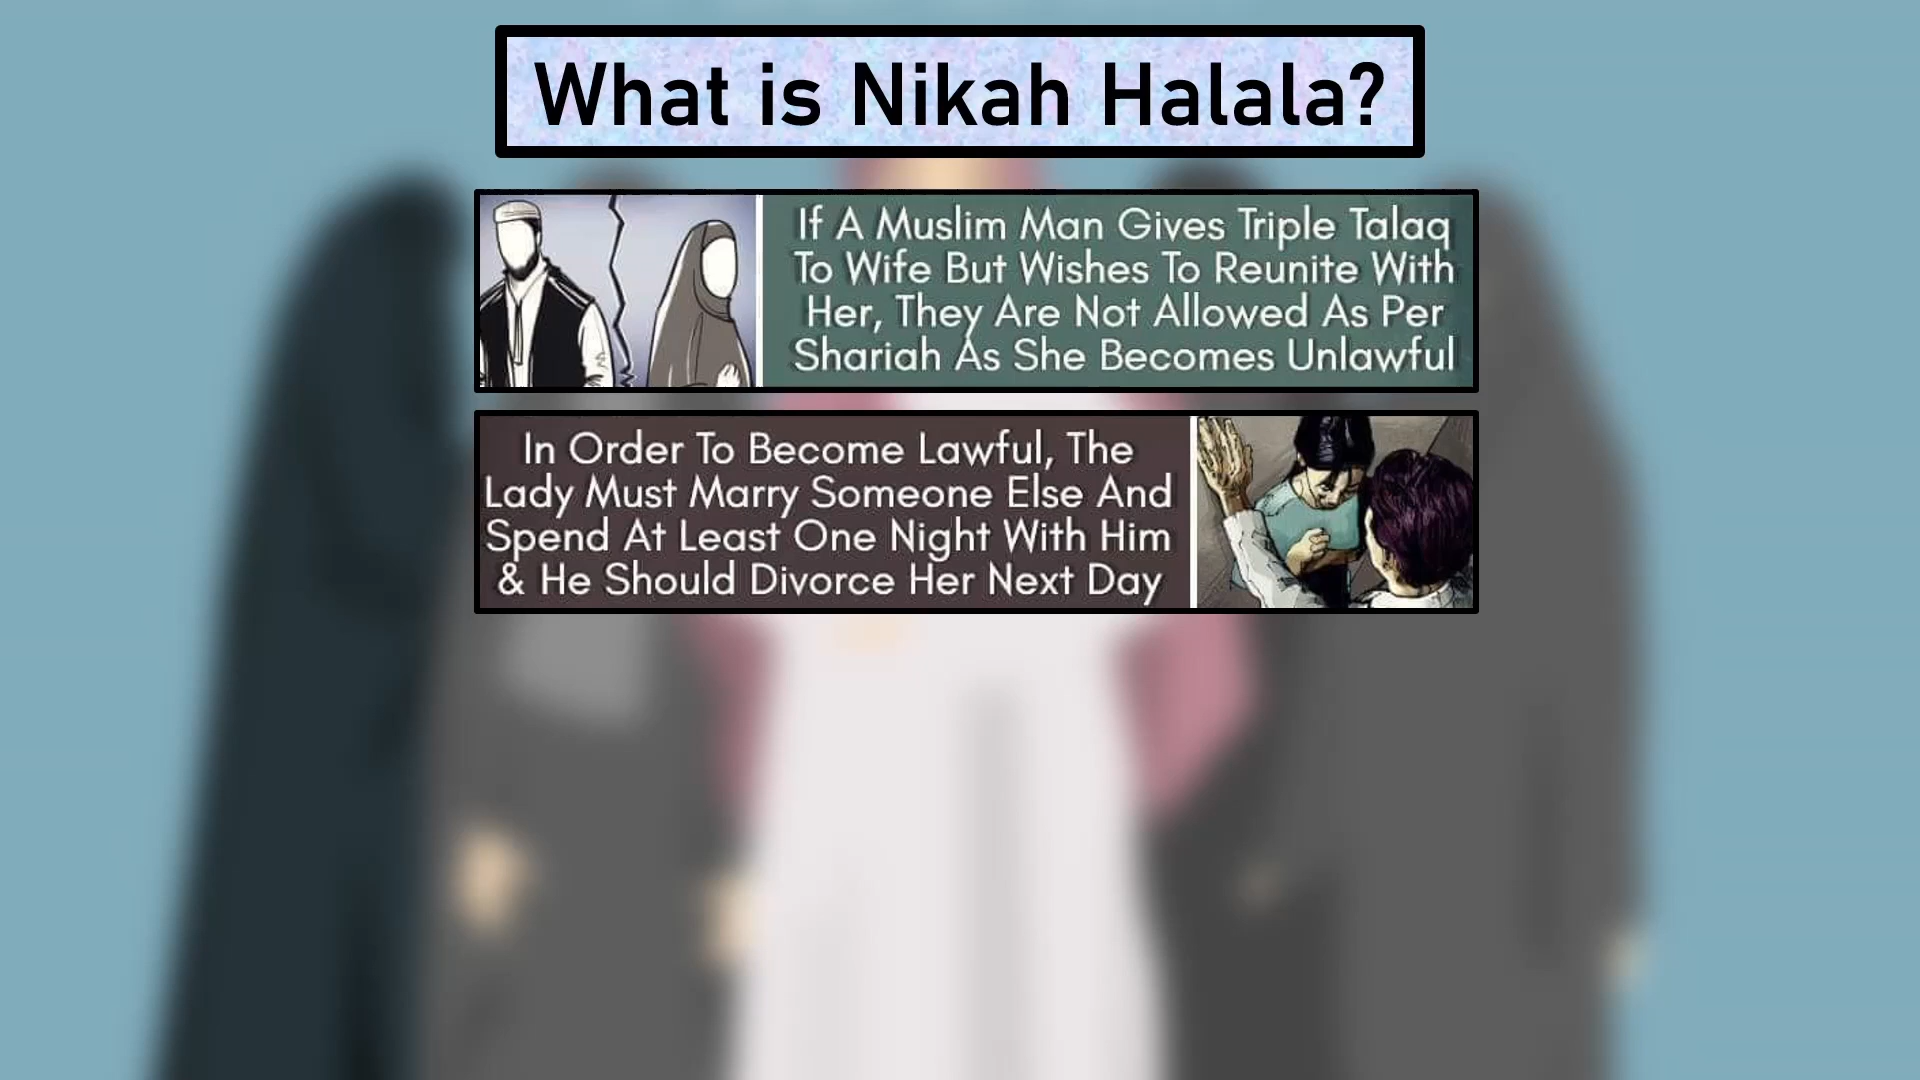 What is Nikah Halala?
If A Muslim Man Gives Triple Talaq
To Wife But Wishes To Reunite With
Her, They Are Not Allowed As Per
Shariah As She Becomes Unlawful
In Order To Become Lawful, The
Lady Must Marry Someone Else And
Spend At Least One Night With Him
& He Should Divorce Her Next Day